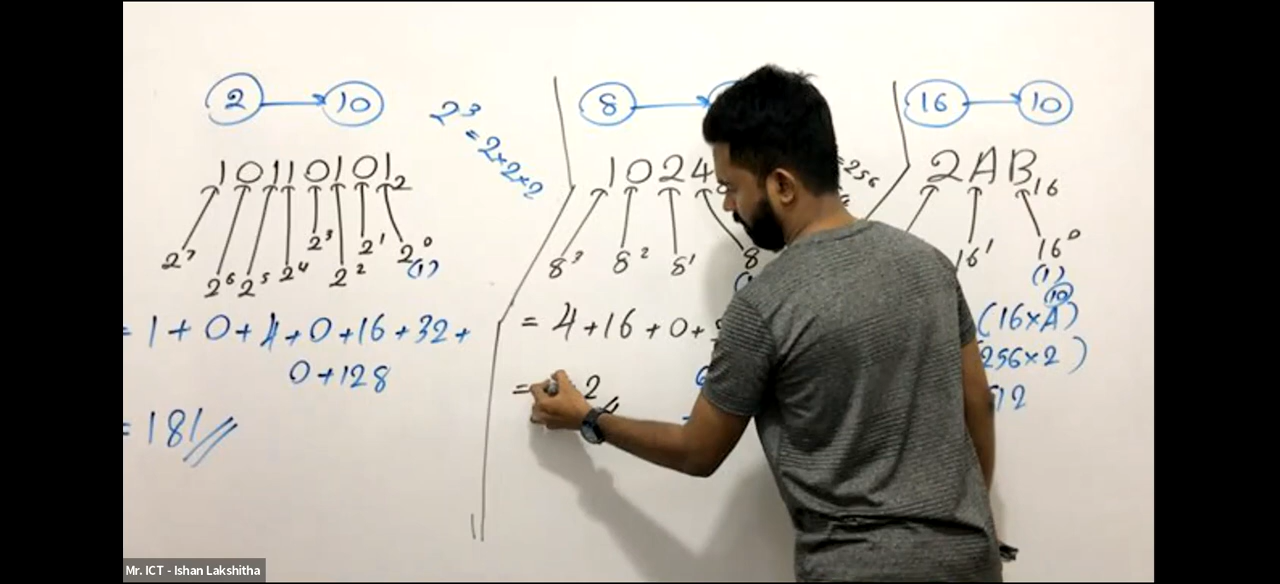 2 → 10
10110101₂
2⁷ 2⁶ 2⁵ 2⁴ 2³ 2² 2¹ 2⁰
(1)
= 1 + 0 + 4 + 0 + 16 + 32 +
0 + 128
= 181
2³ = 2×2×2
8 →
1024
8³ 8² 8¹ 8
= 4 + 16 + 0 +
= 2
=256
16 → 10
2AB₁₆
16¹ 16⁰
(1)
10
(16×A)
256×2)
12
Mr. ICT - Ishan Lakshitha